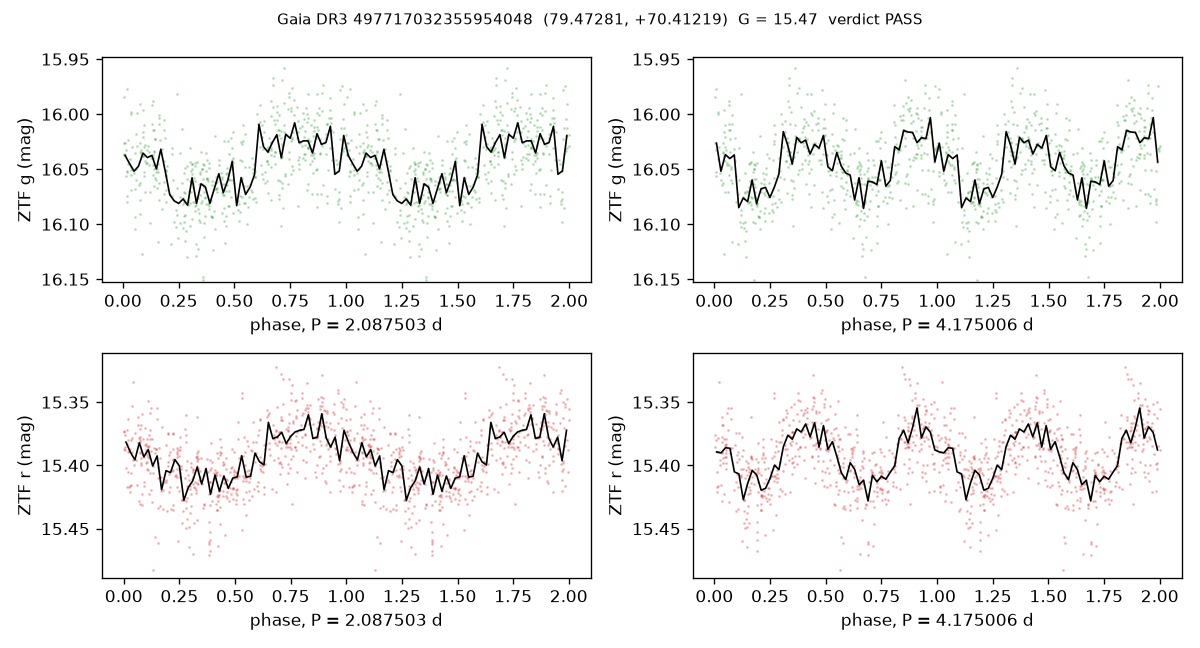 Gaia DR3 497717032355954048 (79.47281, +70.41219) G = 15.47 verdict PASS
ZTF g (mag)
15.95
16.00
16.05
16.10
16.15
0.00 0.25 0.50 0.75 1.00 1.25 1.50 1.75 2.00
phase, P = 2.087503 d
ZTF g (mag)
15.95
16.00
16.05
16.10
16.15
0.00 0.25 0.50 0.75 1.00 1.25 1.50 1.75 2.00
phase, P = 4.175006 d
ZTF r (mag)
15.35
15.40
15.45
0.00 0.25 0.50 0.75 1.00 1.25 1.50 1.75 2.00
phase, P = 2.087503 d
ZTF r (mag)
15.35
15.40
15.45
0.00 0.25 0.50 0.75 1.00 1.25 1.50 1.75 2.00
phase, P = 4.175006 d